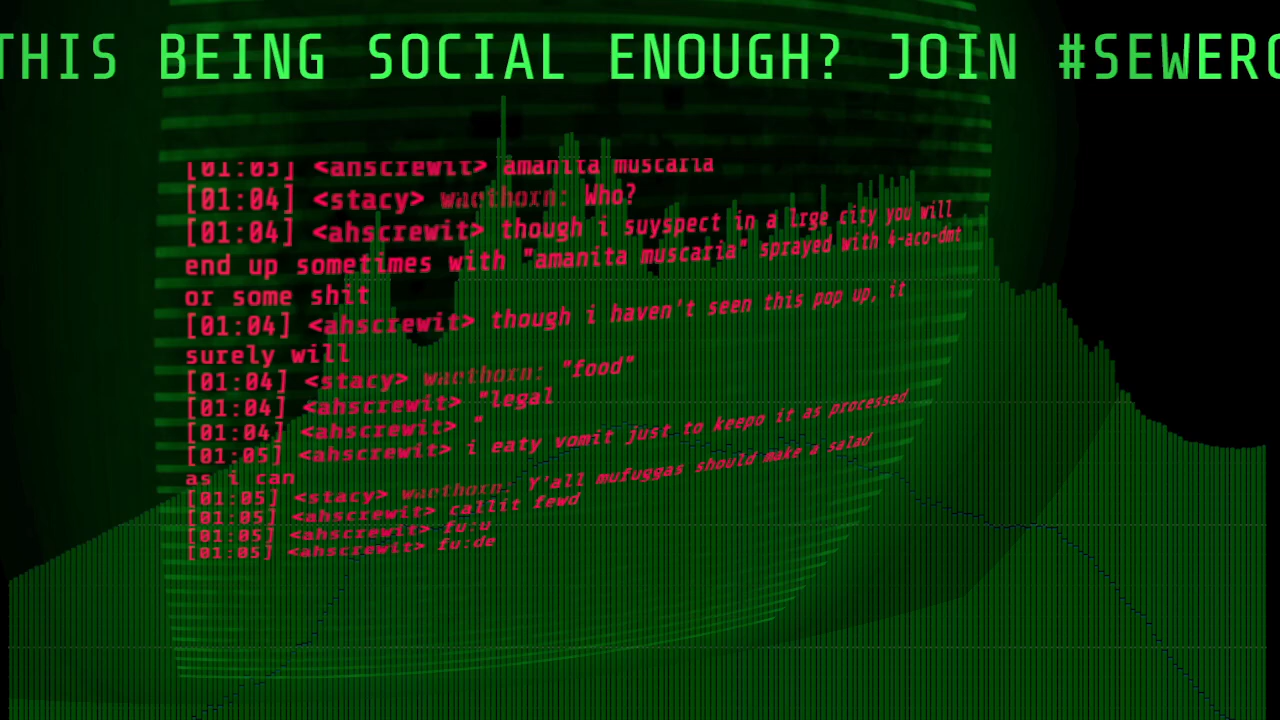 THIS BEING SOCIAL ENOUGH? JOIN #SEWERC
[01:03] <ahscrewit> amanita muscaria
[01:04] <stacy> waethorn: Who?
[01:04] <ahscrewit> though i suyspect in a lrge city you will
end up sometimes with "amanita muscaria" sprayed with 4-aco-dmt
or some shit
[01:04] <ahscrewit> though i haven't seen this pop up, it
surely will
[01:04] <stacy> waethorn: "food"
[01:04] <ahscrewit> "legal
[01:04] <ahscrewit> "
[01:05] <ahscrewit> i eaty vomit just to keepo it as processed
as i can
[01:05] <stacy> waethorn: Y'all mufuggas should make a salad
[01:05] <ahscrewit> callit fewd
[01:05] <ahscrewit> fu:u
[01:05] <ahscrewit> fu:de